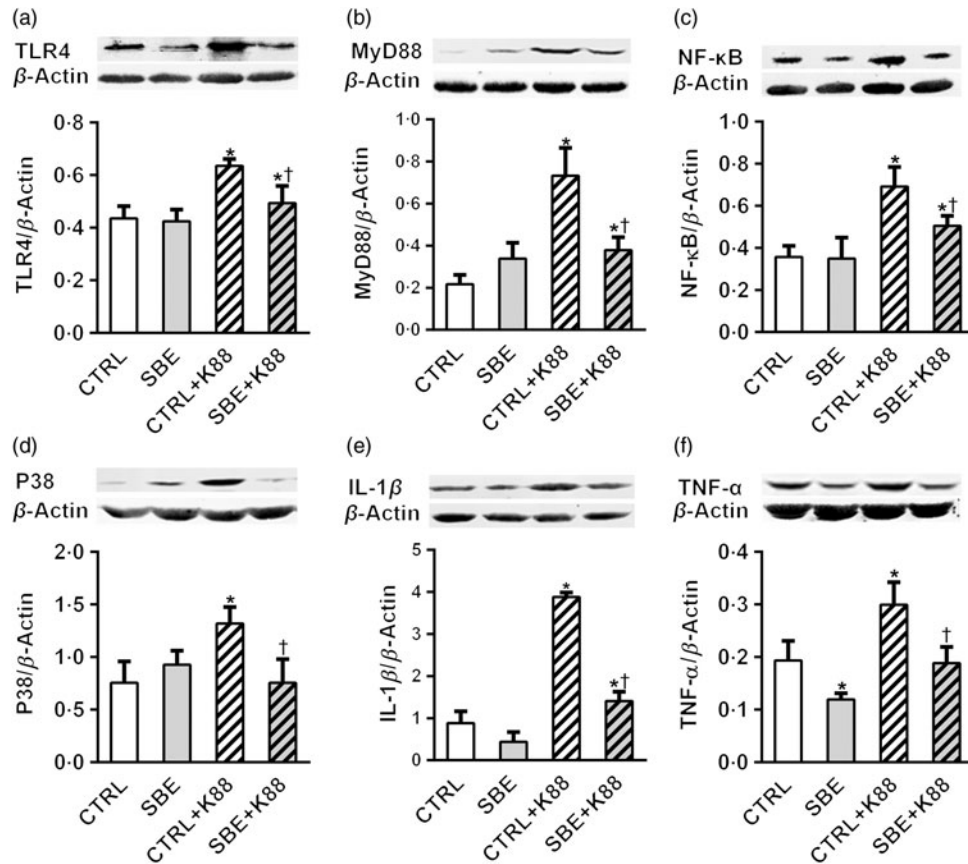 (a)
TLR4
β-Actin
0·8
0·6
0·4
0·2
0·0
TLR4/β-Actin
*
*†
CTRL
SBE
CTRL+K88
SBE+K88
(b)
MyD88
β-Actin
1·0
0·8
0·6
0·4
0·2
0·0
MyD88/β-Actin
*
*†
CTRL
SBE
CTRL+K88
SBE+K88
(c)
NF-κB
β-Actin
1·0
0·8
0·6
0·4
0·2
0·0
NF-κB/β-Actin
*
*†
CTRL
SBE
CTRL+K88
SBE+K88
(d)
P38
β-Actin
2·0
1·5
1·0
0·5
0·0
P38/β-Actin
*
†
CTRL
SBE
CTRL+K88
SBE+K88
(e)
IL-1β
β-Actin
5
4
3
2
1
0
IL-1β/β-Actin
*
*†
CTRL
SBE
CTRL+K88
SBE+K88
(f)
TNF-α
β-Actin
0·4
0·3
0·2
0·1
0·0
TNF-α/β-Actin
*
*
†
CTRL
SBE
CTRL+K88
SBE+K88